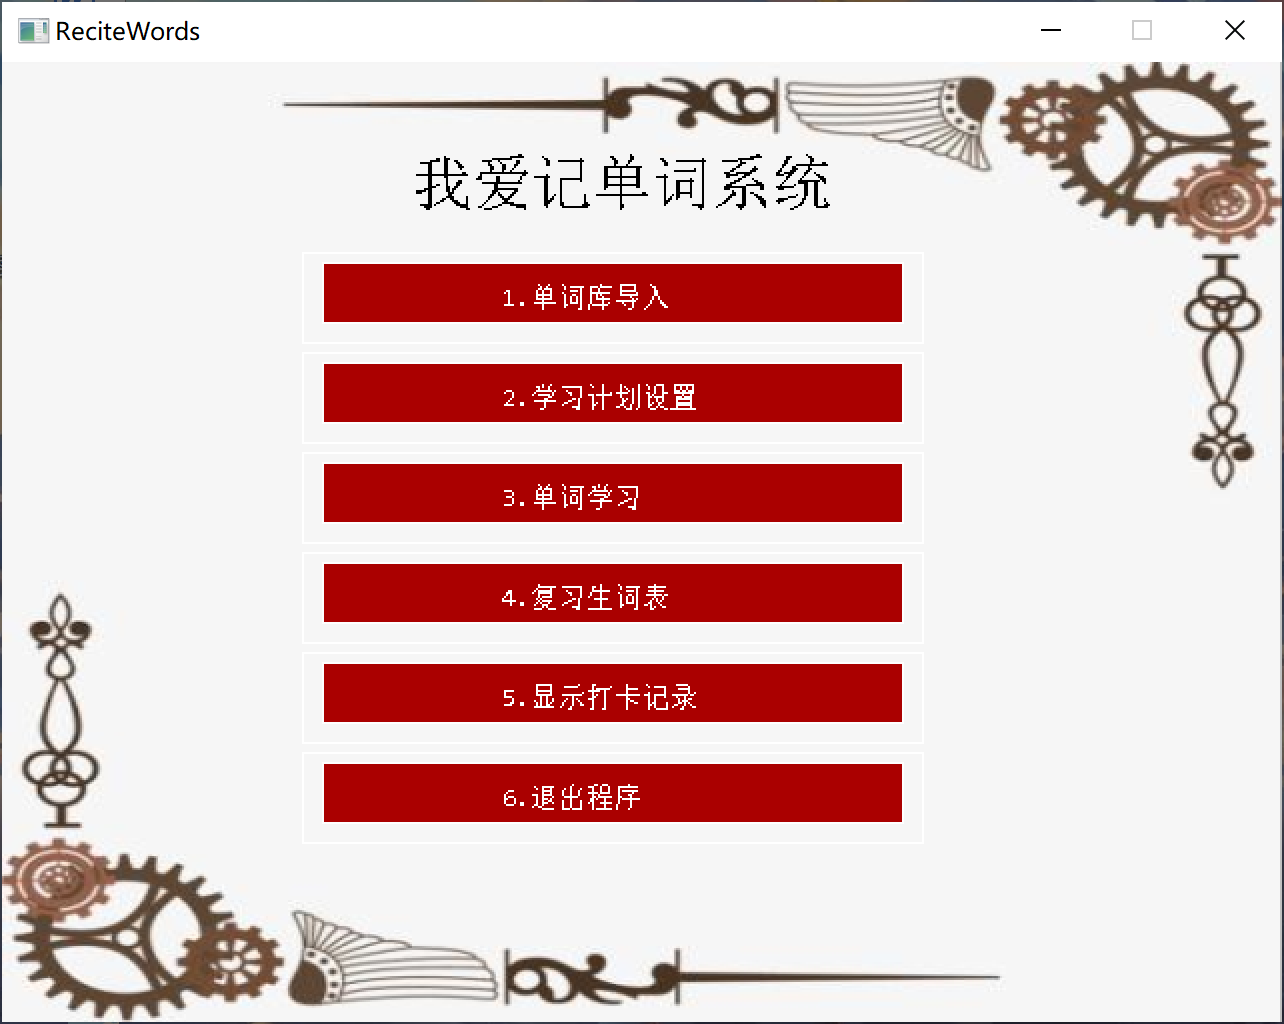 ReciteWords
我爱记单词系统
1.单词库导入
2.学习计划设置
3.单词学习
4.复习生词表
5.显示打卡记录
6.退出程序